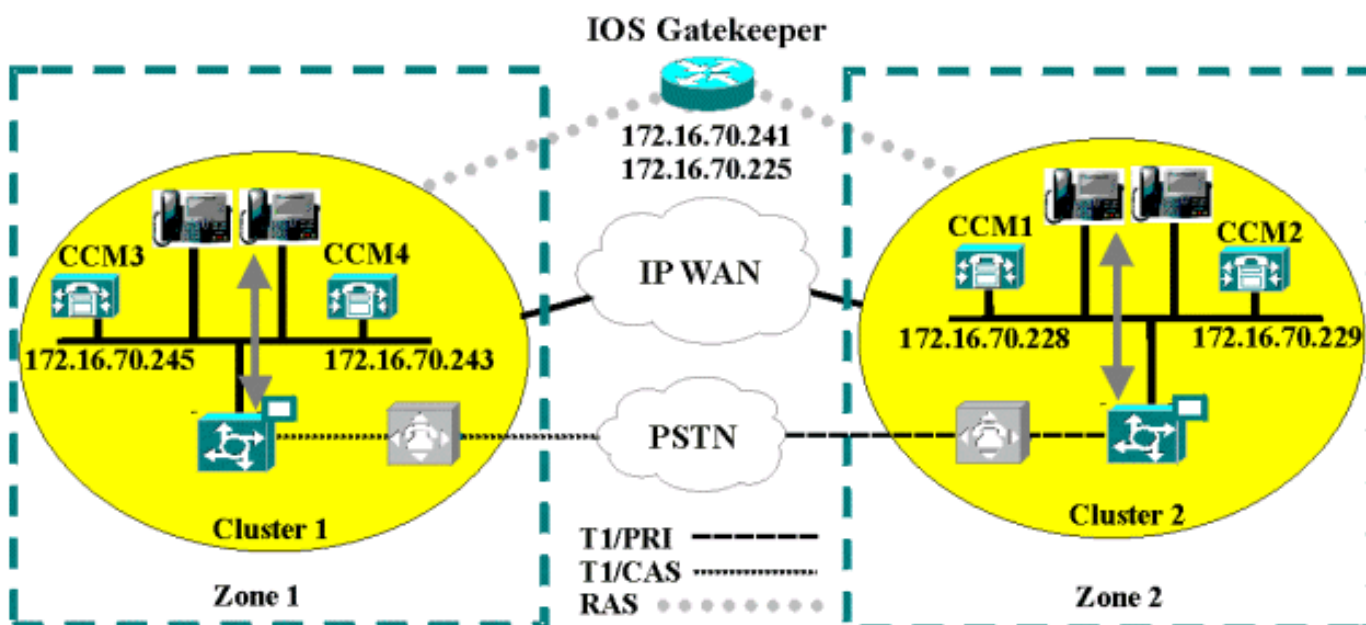 IOS Gatekeeper
172.16.70.241
172.16.70.225
CCM3
CCM4
172.16.70.245
172.16.70.243
Cluster 1
Zone 1
IP WAN
PSTN
T1/PRI
T1/CAS
RAS
CCM1
CCM2
172.16.70.228
172.16.70.229
Cluster 2
Zone 2